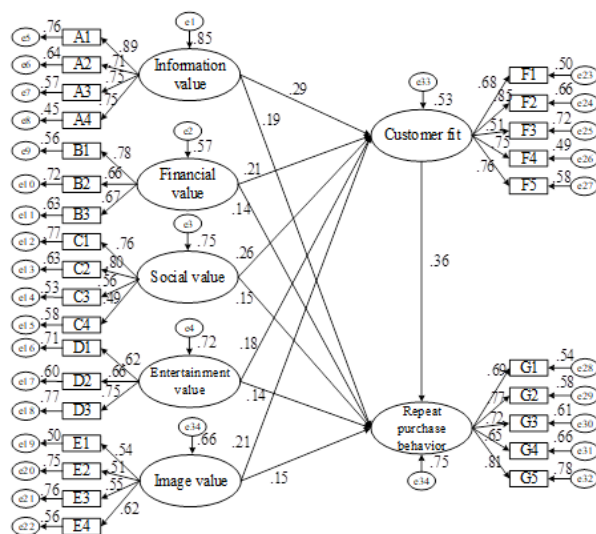 e1
e5 .76 A1 .89 .85
e6 .64 A2 .71 Information
value
e7 .57 A3 .75
e8 .45 A4 .75
e2
e9 .56 B1 .78 .57
e10 .72 B2 .66 Financial
value
e11 .63 B3 .67
e3
e12 .77 C1 .76 .75
e13 .63 C2 .80 Social value
e14 .53 C3 .56
e15 .58 C4 .49
e4
e16 .71 D1 .62 .72
e17 .60 D2 .66 Entertainment
value
e18 .77 D3 .75
e34
e19 .50 E1 .54 .66
e20 .75 E2 .51 Image value
e21 .76 E3 .55
e22 .56 E4 .62
.29
.19
.21
.14
.26
.15
.18
.14
.21
.15
e33
.53
Customer fit
.36
.68 F1 .50 e23
.85 F2 .66 e24
.51 F3 .72 e25
.75 F4 .49 e26
.76 F5 .58 e27
Repeat
purchase
behavior
.75
e34
.69 G1 .54 e28
.77 G2 .58 e29
.72 G3 .61 e30
.65 G4 .66 e31
.81 G5 .78 e32